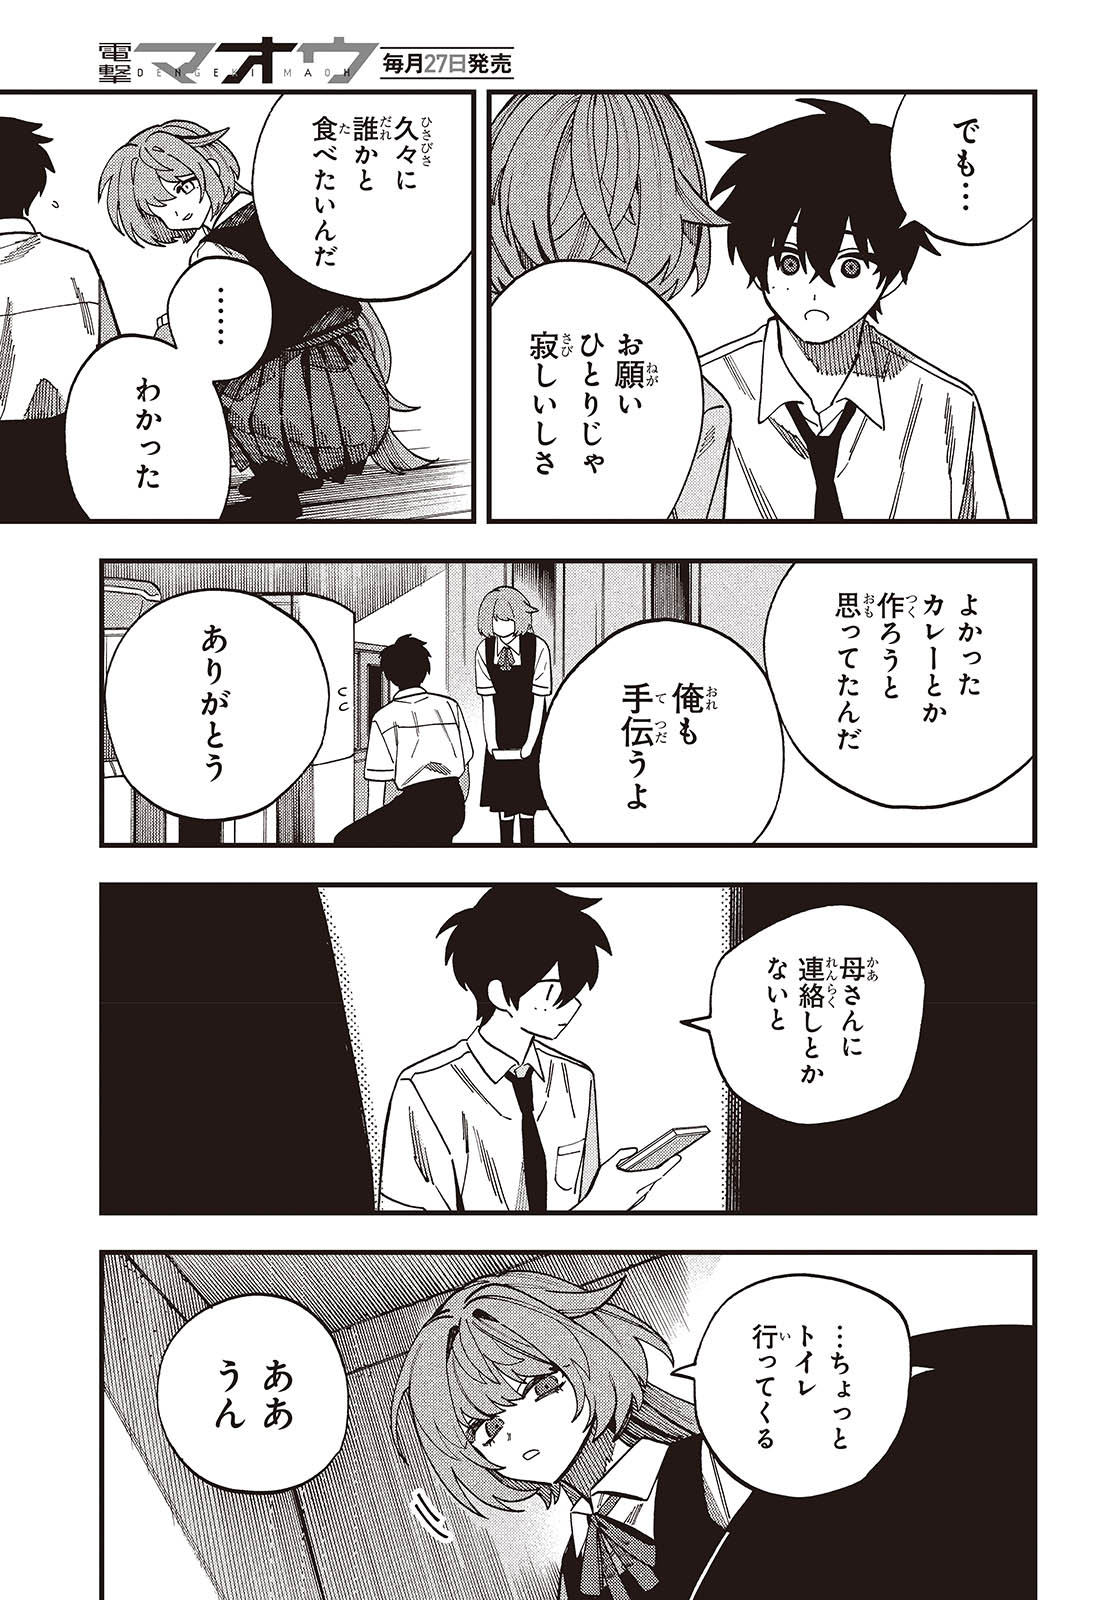 電撃マオウ
DENGEKI MAOH
毎月27日発売
でも…
お願い
ひとりじゃ
寂しいしさ
久々に
誰かと
食べたいんだ
……
わかった
よかった
カレーとか
作ろうと
思ってたんだ
俺も
手伝うよ
ありがとう
母さんに
連絡しとか
ないと
…ちょっと
トイレ
行ってくる
ああ
うん